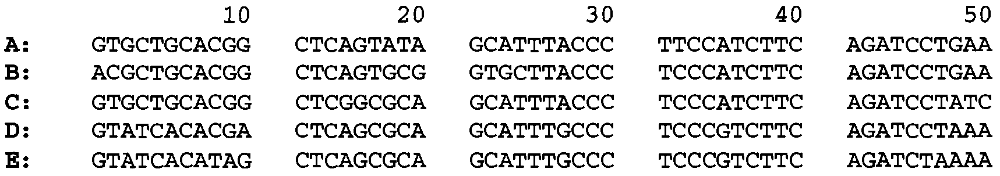 10 20 30 40 50
A: GTGCTGCACGG CTCAGTATA GCATTTACCC TTCCATCTTC AGATCCTGAA
B: ACGCTGCACGG CTCAGTGCG GTGCTTACCC TCCCATCTTC AGATCCTGAA
C: GTGCTGCACGG CTCGGCGCA GCATTTACCC TCCCATCTTC AGATCCTATC
D: GTATCACACGA CTCAGCGCA GCATTTGCCC TCCCGTCTTC AGATCCTAAA
E: GTATCACATAG CTCAGCGCA GCATTTGCCC TCCCGTCTTC AGATCTAAAA